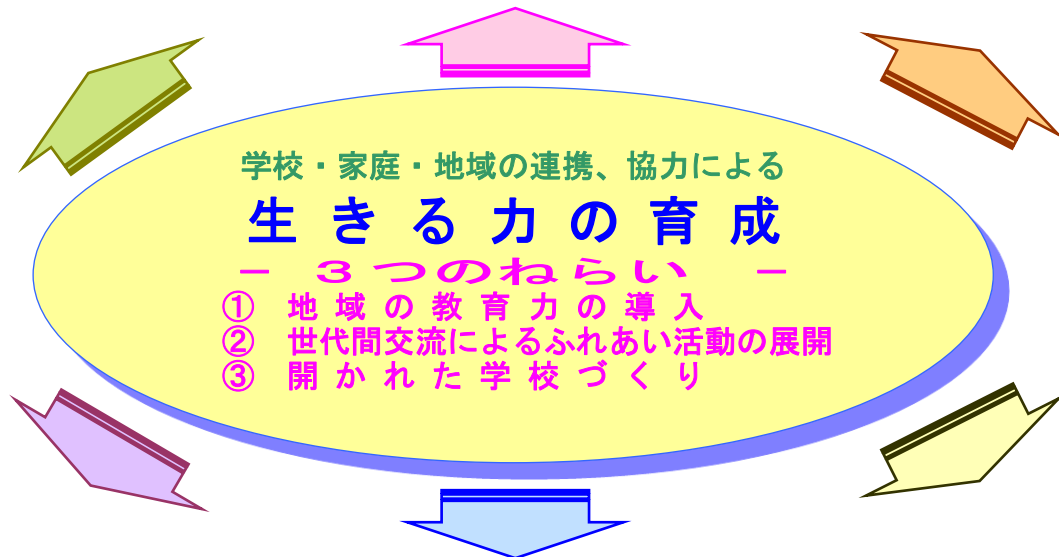 学校・家庭・地域の連携、協力による
生きる力の育成
－ ３つのねらい －
① 地域の教育力の導入
② 世代間交流によるふれあい活動の展開
③ 開かれた学校づくり